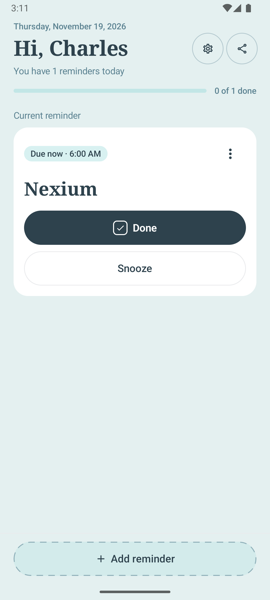 3:11
Thursday, November 19, 2026
Hi, Charles
You have 1 reminders today
0 of 1 done
Current reminder
Due now · 6:00 AM
Nexium
Done
Snooze
+ Add reminder